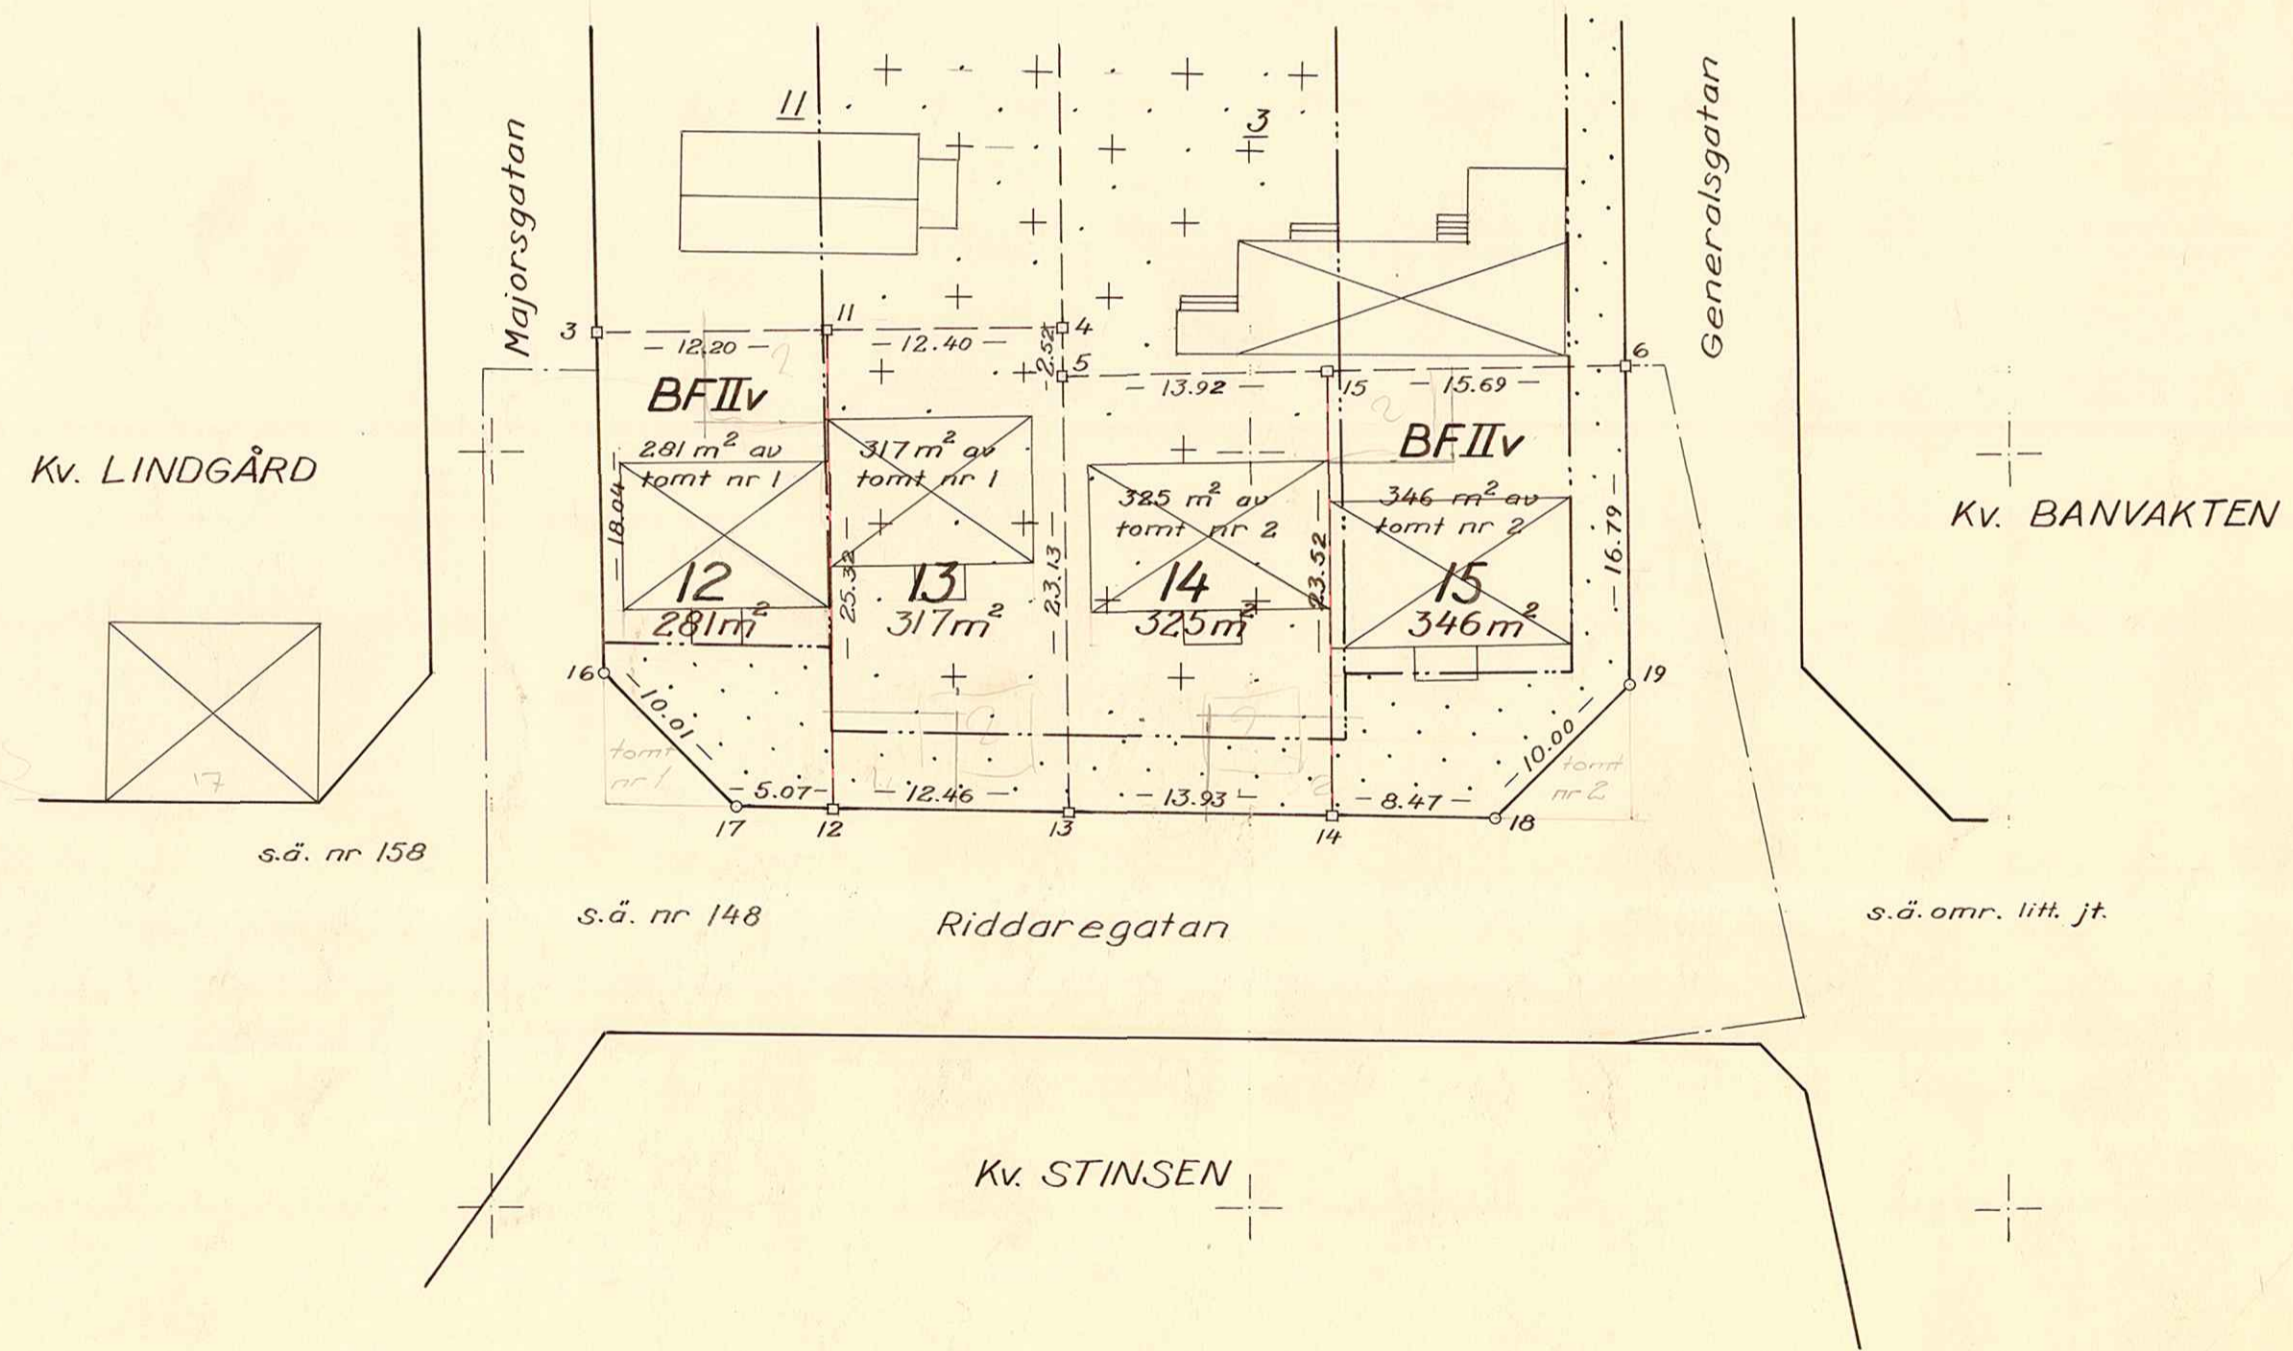 Majorsgatan
Generalsgatan
11
3
3
11
4
5
15
6
12.20
12.40
2.52
13.92
15.69
BFIIv
BFIIv
281 m² av
tomt nr 1
317 m² av
tomt nr 1
325 m² av
tomt nr 2
346 m² av
tomt nr 2
Kv. LINDGÅRD
Kv. BANVAKTEN
18.04
25.32
23.13
23.52
16.79
12
281m²
13
317m²
14
325m²
15
346m²
16
19
10.01
10.00
tomt
nr 1
tomt
nr 2
17
2
2
2
2
5.07
12.46
13.93
8.47
17
12
13
14
18
s.ä. nr 158
s.ä. nr 148
Riddaregatan
s.ä. omr. litt. jt.
Kv. STINSEN